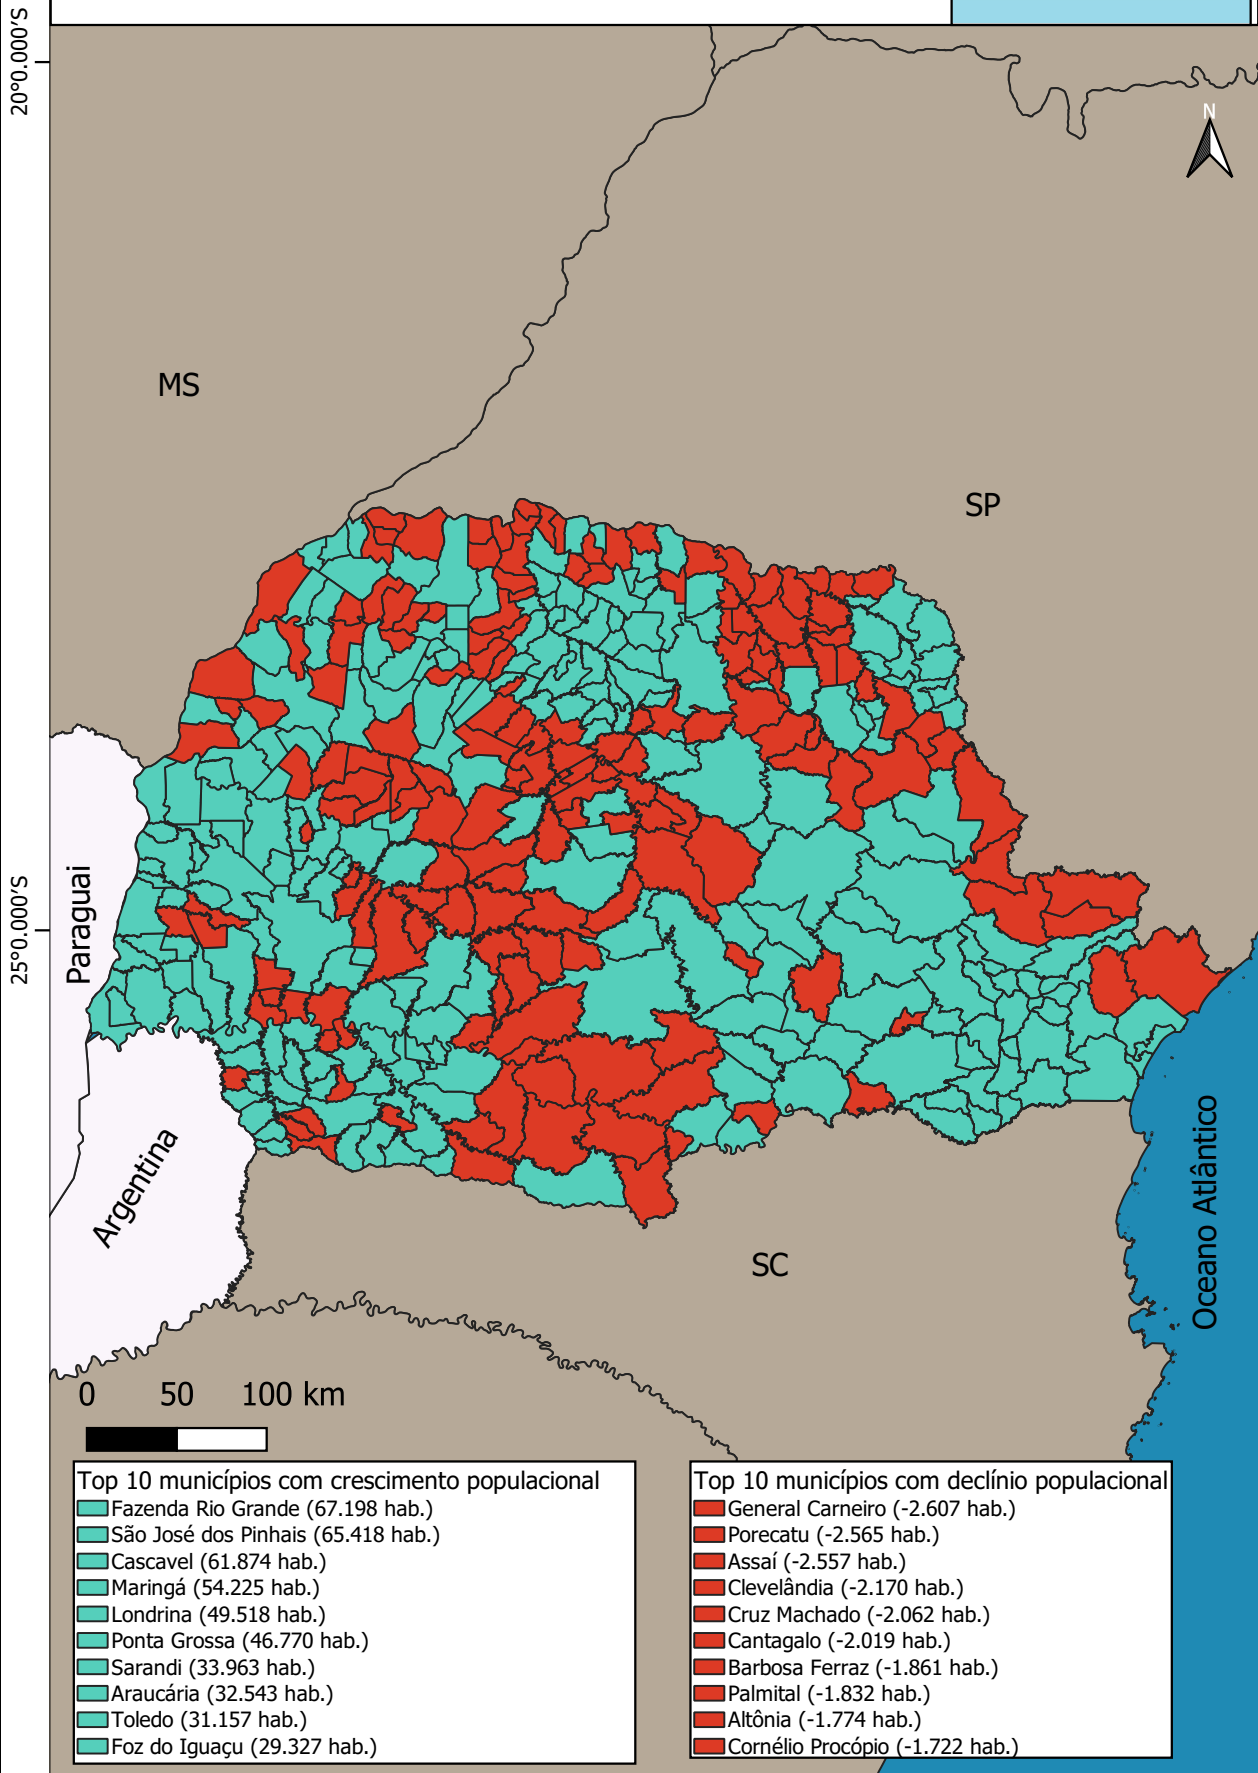 20°0.000'S
N
MS
SP
Paraguai
25°0.000'S
Argentina
Oceano Atlântico
SC
0 50 100 km
Top 10 municípios com crescimento populacional
Fazenda Rio Grande (67.198 hab.)
São José dos Pinhais (65.418 hab.)
Cascavel (61.874 hab.)
Maringá (54.225 hab.)
Londrina (49.518 hab.)
Ponta Grossa (46.770 hab.)
Sarandi (33.963 hab.)
Araucária (32.543 hab.)
Toledo (31.157 hab.)
Foz do Iguaçu (29.327 hab.)
Top 10 municípios com declínio populacional
General Carneiro (-2.607 hab.)
Porecatu (-2.565 hab.)
Assaí (-2.557 hab.)
Clevelândia (-2.170 hab.)
Cruz Machado (-2.062 hab.)
Cantagalo (-2.019 hab.)
Barbosa Ferraz (-1.861 hab.)
Palmital (-1.832 hab.)
Altônia (-1.774 hab.)
Cornélio Procópio (-1.722 hab.)